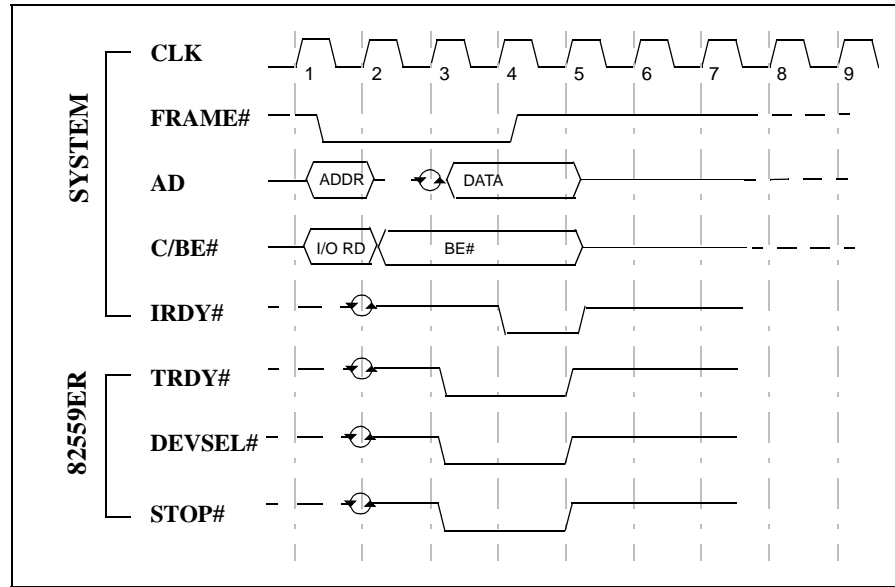 SYSTEM
CLK
1 2 3 4 5 6 7 8 9
FRAME#
AD
ADDR DATA
C/BE#
I/O RD BE#
IRDY#
82559ER
TRDY#
DEVSEL#
STOP#